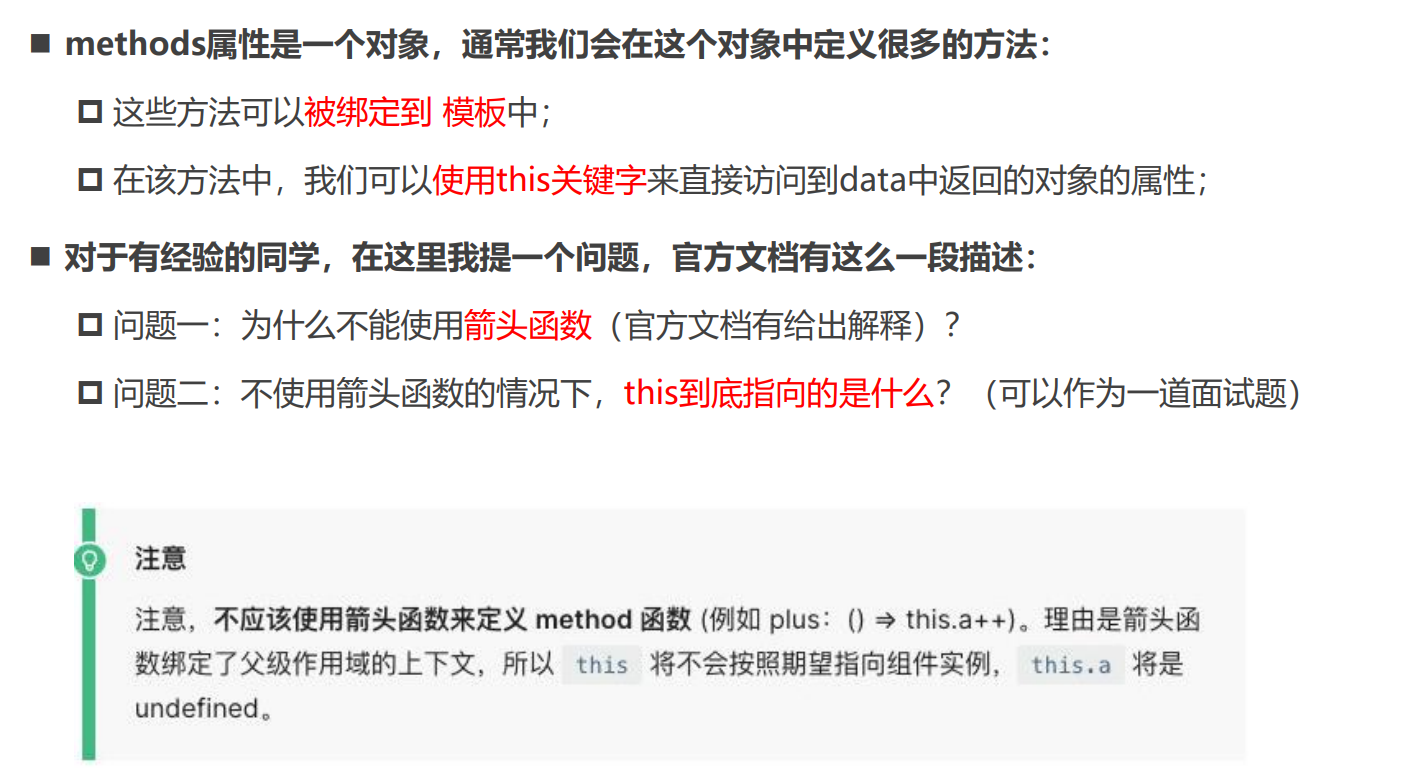 methods属性是一个对象，通常我们会在这个对象中定义很多的方法：
这些方法可以被绑定到 模板中；
在该方法中，我们可以使用this关键字来直接访问到data中返回的对象的属性；
对于有经验的同学，在这里我提一个问题，官方文档有这么一段描述：
问题一：为什么不能使用箭头函数（官方文档有给出解释）？
问题二：不使用箭头函数的情况下，this到底指向的是什么？（可以作为一道面试题）
注意
注意，不应该使用箭头函数来定义 method 函数 (例如 plus：() => this.a++)。理由是箭头函
数绑定了父级作用域的上下文，所以 this 将不会按照期望指向组件实例，this.a 将是
undefined。